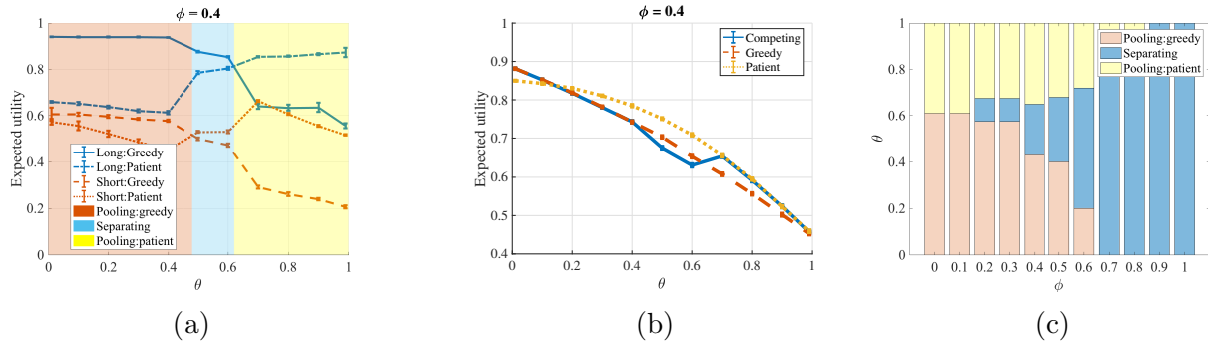 ϕ = 0.4
Expected utility
1
0.8
0.6
0.4
0.2
0
Long:Greedy
Long:Patient
Short:Greedy
Short:Patient
Pooling:greedy
Separating
Pooling:patient
0 0.2 0.4 0.6 0.8 1
θ
(a)
ϕ = 0.4
Expected utility
1
0.9
0.8
0.7
0.6
0.5
0.4
Competing
Greedy
Patient
0 0.2 0.4 0.6 0.8 1
θ
(b)
θ
1
0.8
0.6
0.4
0.2
0
Pooling:greedy
Separating
Pooling:patient
0 0.1 0.2 0.3 0.4 0.5 0.6 0.7 0.8 0.9 1
ϕ
(c)